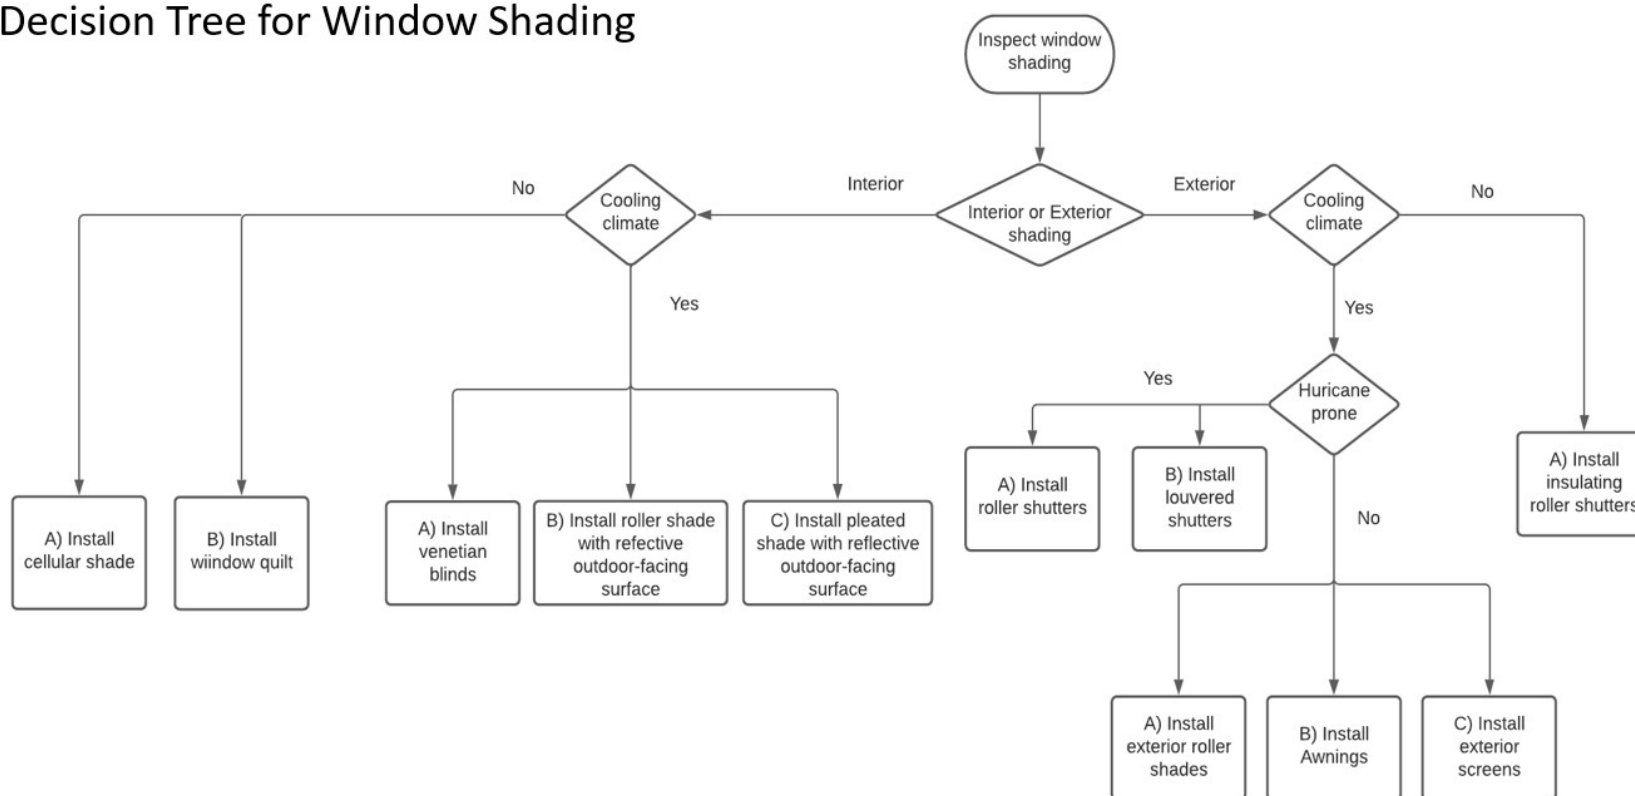 Decision Tree for Window Shading
Inspect window
shading
No
Cooling
climate
Interior
Interior or Exterior
shading
Exterior
Cooling
climate
No
Yes
Yes
Yes
Huricane
prone
A) Install
cellular shade
B) Install
wiindow quilt
A) Install
venetian
blinds
B) Install roller shade
with refective
outdoor-facing
surface
C) Install pleated
shade with reflective
outdoor-facing
surface
A) Install
roller shutters
B) Install
louvered
shutters
A) Install
insulating
roller shutters
No
A) Install
exterior roller
shades
B) Install
Awnings
C) Install
exterior
screens